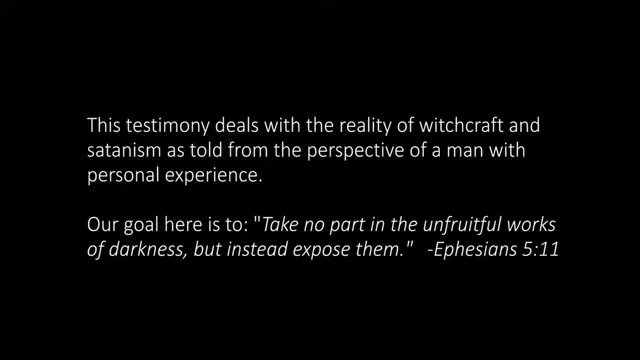 This testimony deals with the reality of witchcraft and
satanism as told from the perspective of a man with
personal experience.
Our goal here is to: "Take no part in the unfruitful works
of darkness, but instead expose them." -Ephesians 5:11